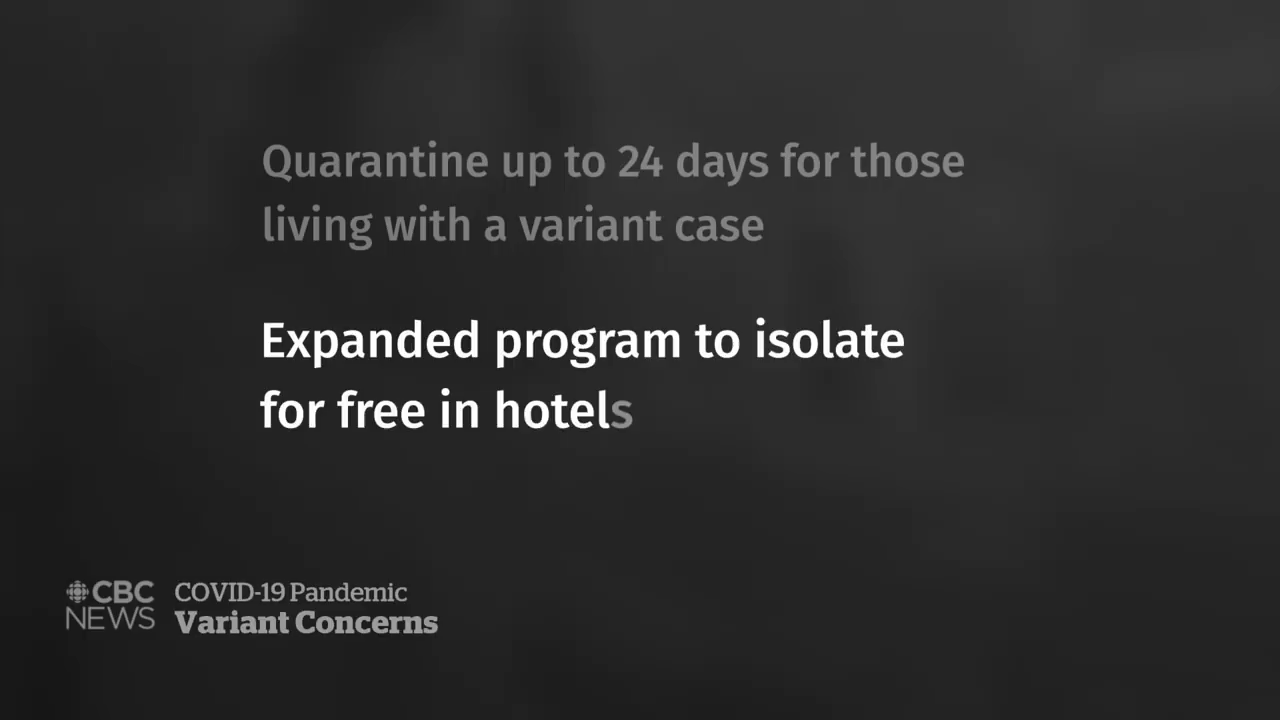 Quarantine up to 24 days for those
living with a variant case
Expanded program to isolate
for free in hotels
CBC
NEWS
COVID-19 Pandemic
Variant Concerns